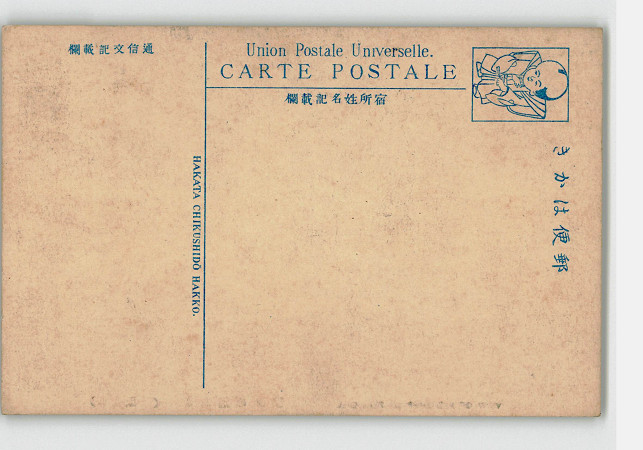 通信文記載欄
Union Postale Universelle.
CARTE POSTALE
宿所姓名記載欄
HAKATA CHIKUSHIDŌ HAKKO.
きかは便郵